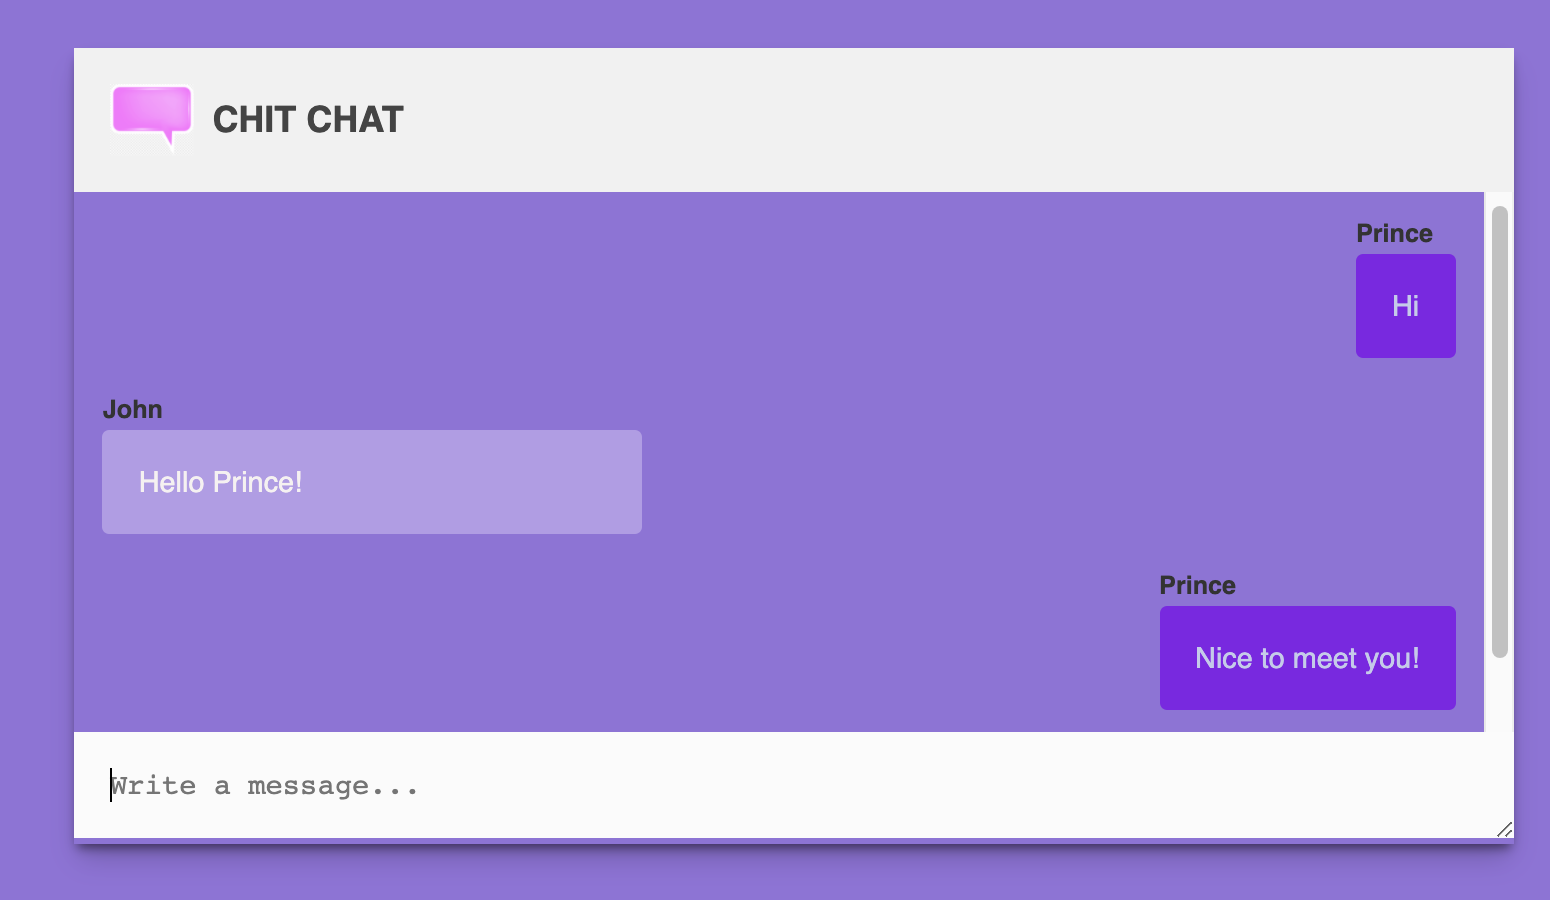 CHIT CHAT
Prince
Hi
John
Hello Prince!
Prince
Nice to meet you!
Write a message...